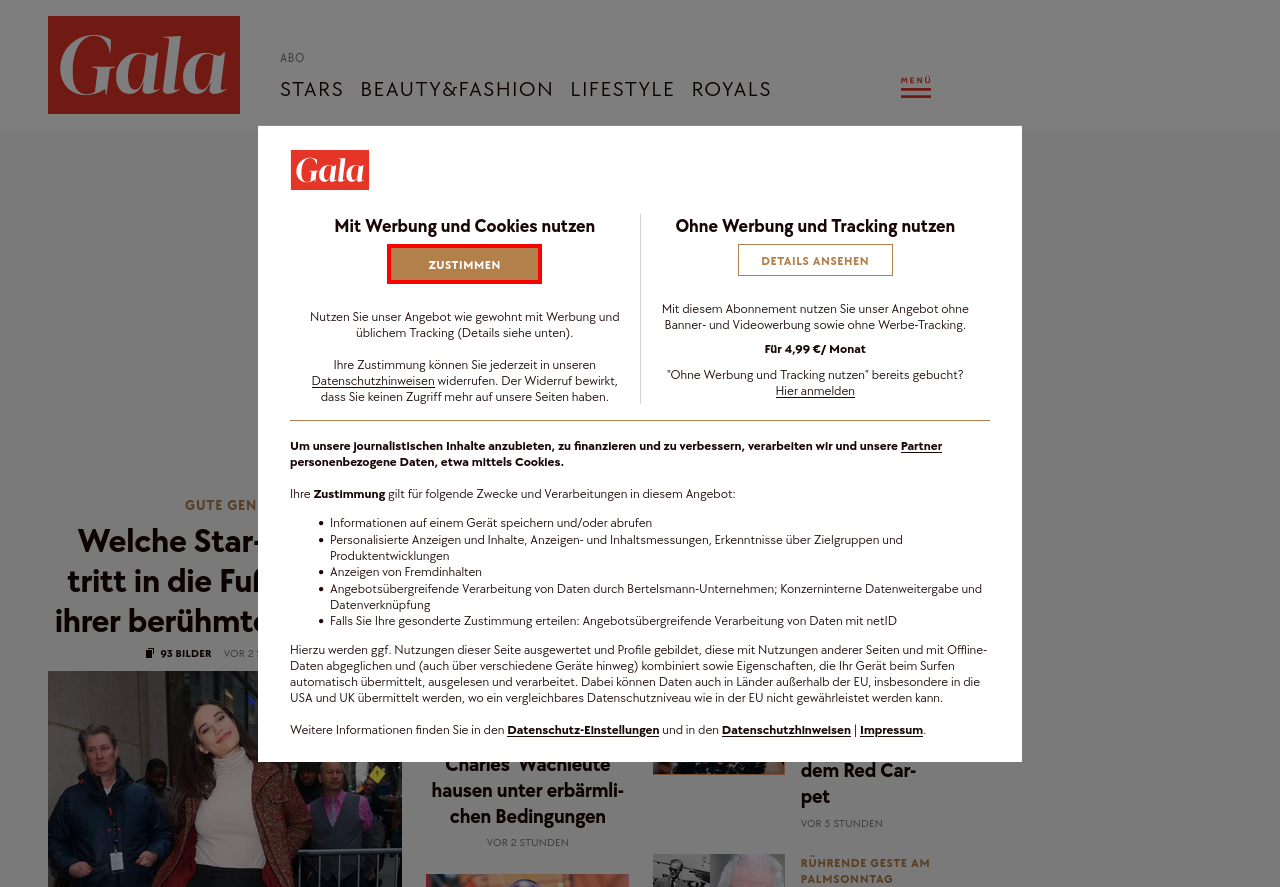 Gala
ABO
STARS BEAUTY&FASHION LIFESTYLE ROYALS
MENÜ
Gala
Mit Werbung und Cookies nutzen
ZUSTIMMEN
Nutzen Sie unser Angebot wie gewohnt mit Werbung und
üblichem Tracking (Details siehe unten).
Ihre Zustimmung können Sie jederzeit in unseren
Datenschutzhinweisen widerrufen. Der Widerruf bewirkt,
dass Sie keinen Zugriff mehr auf unsere Seiten haben.
Ohne Werbung und Tracking nutzen
DETAILS ANSEHEN
Mit diesem Abonnement nutzen Sie unser Angebot ohne
Banner- und Videowerbung sowie ohne Werbe-Tracking.
Für 4,99 €/ Monat
"Ohne Werbung und Tracking nutzen" bereits gebucht?
Hier anmelden
Um unsere journalistischen Inhalte anzubieten, zu finanzieren und zu verbessern, verarbeiten wir und unsere Partner
personenbezogene Daten, etwa mittels Cookies.
Ihre Zustimmung gilt für folgende Zwecke und Verarbeitungen in diesem Angebot:
• Informationen auf einem Gerät speichern und/oder abrufen
• Personalisierte Anzeigen und Inhalte, Anzeigen- und Inhaltsmessungen, Erkenntnisse über Zielgruppen und
Produktentwicklungen
• Anzeigen von Fremdinhalten
• Angebotsübergreifende Verarbeitung von Daten durch Bertelsmann-Unternehmen; Konzerninterne Datenweitergabe und
Datenverknüpfung
• Falls Sie Ihre gesonderte Zustimmung erteilen: Angebotsübergreifende Verarbeitung von Daten mit netID
Hierzu werden ggf. Nutzungen dieser Seite ausgewertet und Profile gebildet, diese mit Nutzungen anderer Seiten und mit Offline-
Daten abgeglichen und (auch über verschiedene Geräte hinweg) kombiniert sowie Eigenschaften, die Ihr Gerät beim Surfen
automatisch übermittelt, ausgelesen und verarbeitet. Dabei können Daten auch in Länder außerhalb der EU, insbesondere in die
USA und UK übermittelt werden, wo ein vergleichbares Datenschutzniveau wie in der EU nicht gewährleistet werden kann.
Weitere Informationen finden Sie in den Datenschutz-Einstellungen und in den Datenschutzhinweisen | Impressum.
GUTE GEN
Welche Star-
tritt in die
ihrer
93 BILDER VOR 2
Charles' Wachleute
hausen unter erbärmli-
chen Bedingungen
VOR 2 STUNDEN
dem Red Car-
pet
VOR 5 STUNDEN
RÜHRENDE GESTE AM
PALMSONNTAG